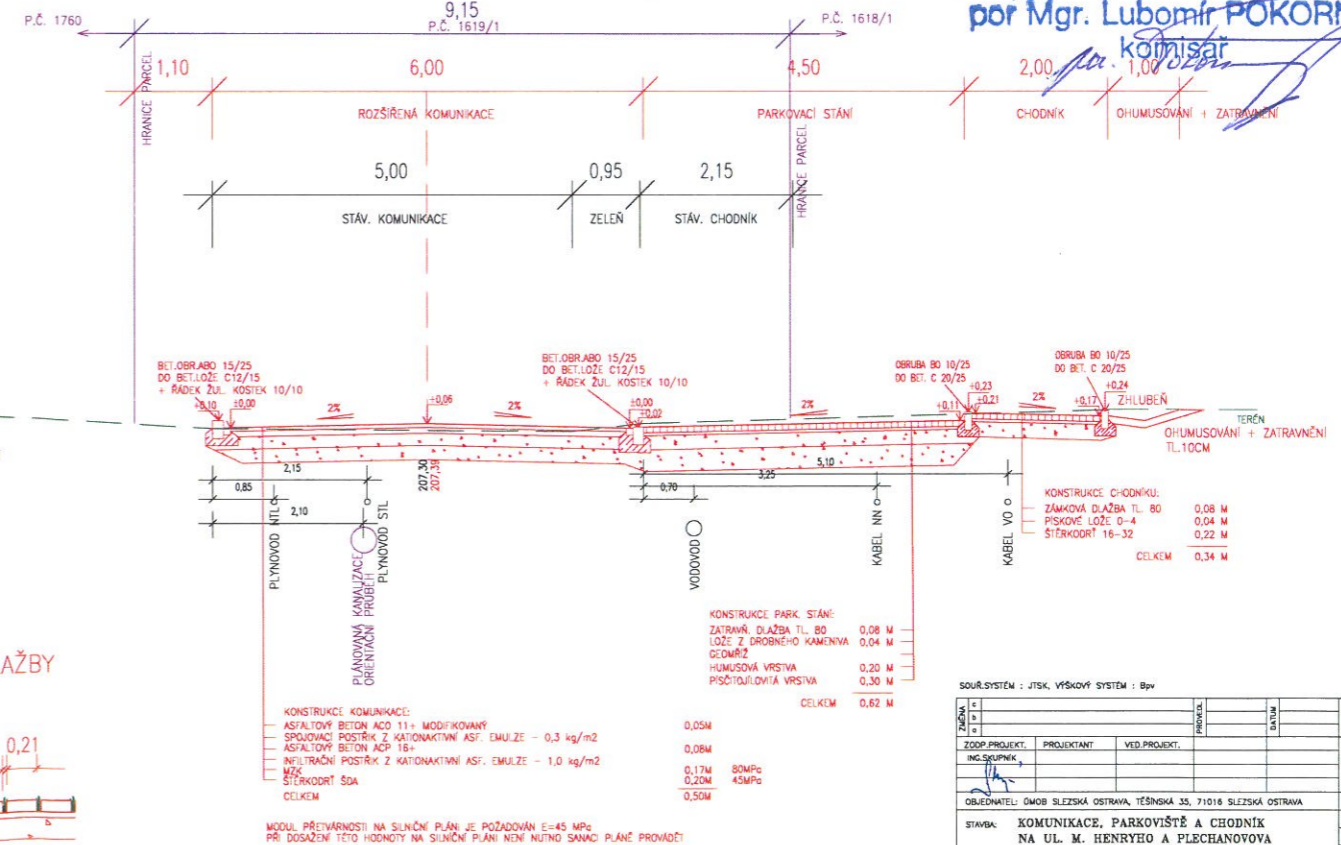 P.Č. 1760
9,15
P.Č. 1619/1
P.Č. 1618/1
por Mgr. Lubomír POKORN
komisař
HRANICE PARCEL
1,10
6,00
4,50
2,00
1,00
ROZŠÍŘENÁ KOMUNIKACE
PARKOVACÍ STÁNÍ
CHODNÍK
OHUMUSOVÁNÍ + ZATRAVNĚNÍ
HRANICE PARCEL
5,00
0,95
2,15
STÁV. KOMUNIKACE
ZELEŇ
STÁV. CHODNÍK
BET.OBR.ABO 15/25
DO BET.LOŽE C12/15
+ ŘÁDEK ŽUL. KOSTEK 10/10
BET.OBR.ABO 15/25
DO BET.LOŽE C12/15
+ ŘÁDEK ŽUL. KOSTEK 10/10
OBRUBA BO 10/25
DO BET. C 20/25
OBRUBA BO 10/25
DO BET. C 20/25
+0,10
±0,00
2%
+0,06
2%
±0,00
+0,02
2%
+0,11
+0,23
+0,21
2%
+0,17
+0,24
ZHLUBEŇ
TERÉN
OHUMUSOVÁNÍ + ZATRAVNĚNÍ
TL.10CM
2,15
0,85
2,10
207,30
207,39
0,70
3,25
5,10
PLYNOVOD NTL
PLYNOVOD STL
PLÁNOVANÁ KANALIZACE
ORIENTAČNÍ PRŮBĚH
VODOVOD
KABEL NN
KABEL VO
KONSTRUKCE CHODNÍKU:
ZÁMKOVÁ DLAŽBA TL. 80 0,08 M
PÍSKOVÉ LOŽE 0-4 0,04 M
ŠTĚRKODRŤ 16-32 0,22 M
CELKEM 0,34 M
KONSTRUKCE PARK. STÁNÍ:
ZATRAVŇ. DLAŽBA TL. 80 0,08 M
LOŽE Z DROBNÉHO KAMENIVA 0,04 M
GEOMŘÍŽ
HUMUSOVÁ VRSTVA 0,20 M
PÍSČITOJÍLOVITÁ VRSTVA 0,30 M
CELKEM 0,62 M
AŽBY
0,21
KONSTRUKCE KOMUNIKACE:
ASFALTOVÝ BETON ACO 11+ MODIFIKOVANÝ 0,05M
SPOJOVACÍ POSTŘIK Z KATIONAKTIVNÍ ASF. EMULZE - 0,3 kg/m2
ASFALTOVÝ BETON ACP 16+ 0,08M
INFILTRAČNÍ POSTŘIK Z KATIONAKTIVNÍ ASF. EMULZE - 1,0 kg/m2
MZK 0,17M 80MPa
ŠTĚRKODRŤ ŠDA 0,20M 45MPa
CELKEM 0,50M
MODUL PŘETVÁRNOSTI NA SILNIČNÍ PLÁNI JE POŽADOVÁN E=45 MPa
PŘI DOSAŽENÍ TÉTO HODNOTY NA SILNIČNÍ PLÁNI NENÍ NUTNO SANACI PLÁNĚ PROVÁDĚT
SOUŘ.SYSTÉM : JTSK, VÝŠKOVÝ SYSTÉM : Bpv
ZMĚNA
c
b
a
PROVEDL
DATUM
ZODP.PROJEKT. PROJEKTANT VED.PROJEKT.
ING.SKUPNÍK
OBJEDNATEL: ÚMOB SLEZSKÁ OSTRAVA, TĚŠÍNSKÁ 35, 71016 SLEZSKÁ OSTRAVA
STAVBA: KOMUNIKACE, PARKOVIŠTĚ A CHODNÍK
NA UL. M. HENRYHO A PLECHANOVOVA